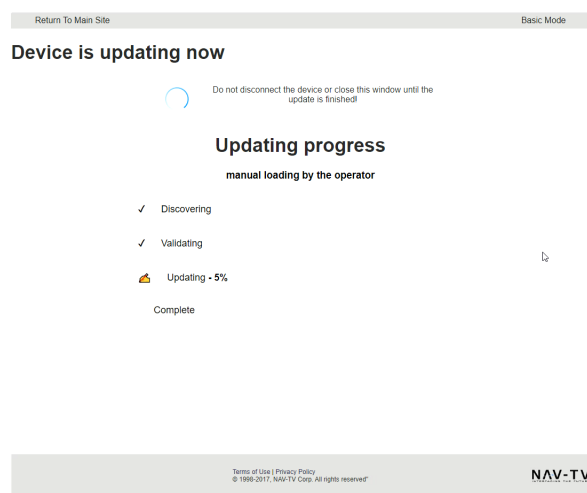 Return To Main Site Basic Mode
Device is updating now
Do not disconnect the device or close this window until the
update is finished!
Updating progress
manual loading by the operator
✓ Discovering
✓ Validating
✍ Updating - 5%
Complete
Terms of Use | Privacy Policy
© 1998-2017, NAV-TV Corp. All rights reserved"
NAV-TV